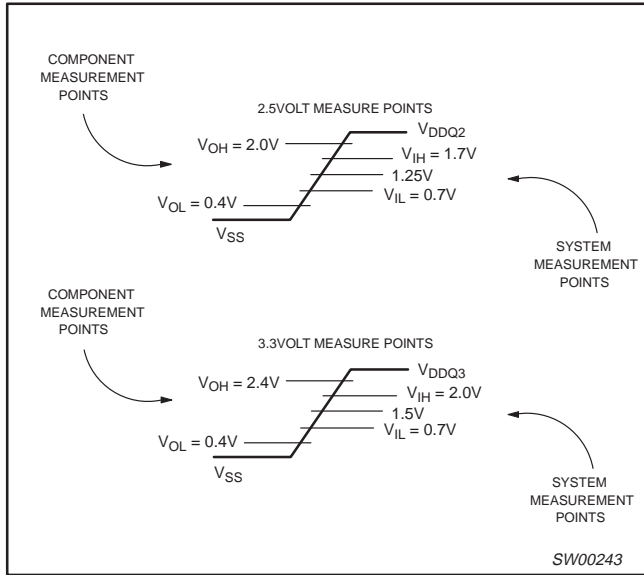 COMPONENT
MEASUREMENT
POINTS
2.5VOLT MEASURE POINTS
VDDQ2
VOH = 2.0V
VIH = 1.7V
1.25V
VIL = 0.7V
VOL = 0.4V
VSS
SYSTEM
MEASUREMENT
POINTS
COMPONENT
MEASUREMENT
POINTS
3.3VOLT MEASURE POINTS
VDDQ3
VOH = 2.4V
VIH = 2.0V
1.5V
VIL = 0.7V
VOL = 0.4V
VSS
SYSTEM
MEASUREMENT
POINTS
SW00243